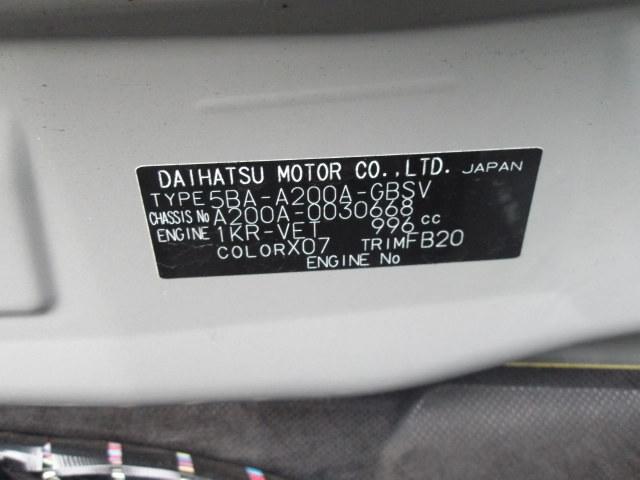 DAIHATSU MOTOR CO.,LTD. JAPAN
TYPE 5BA-A200A-GBSV
CHASSIS No A200A-0030668
ENGINE 1KR-VET 996 cc
COLOR X07 TRIM FB20
ENGINE No